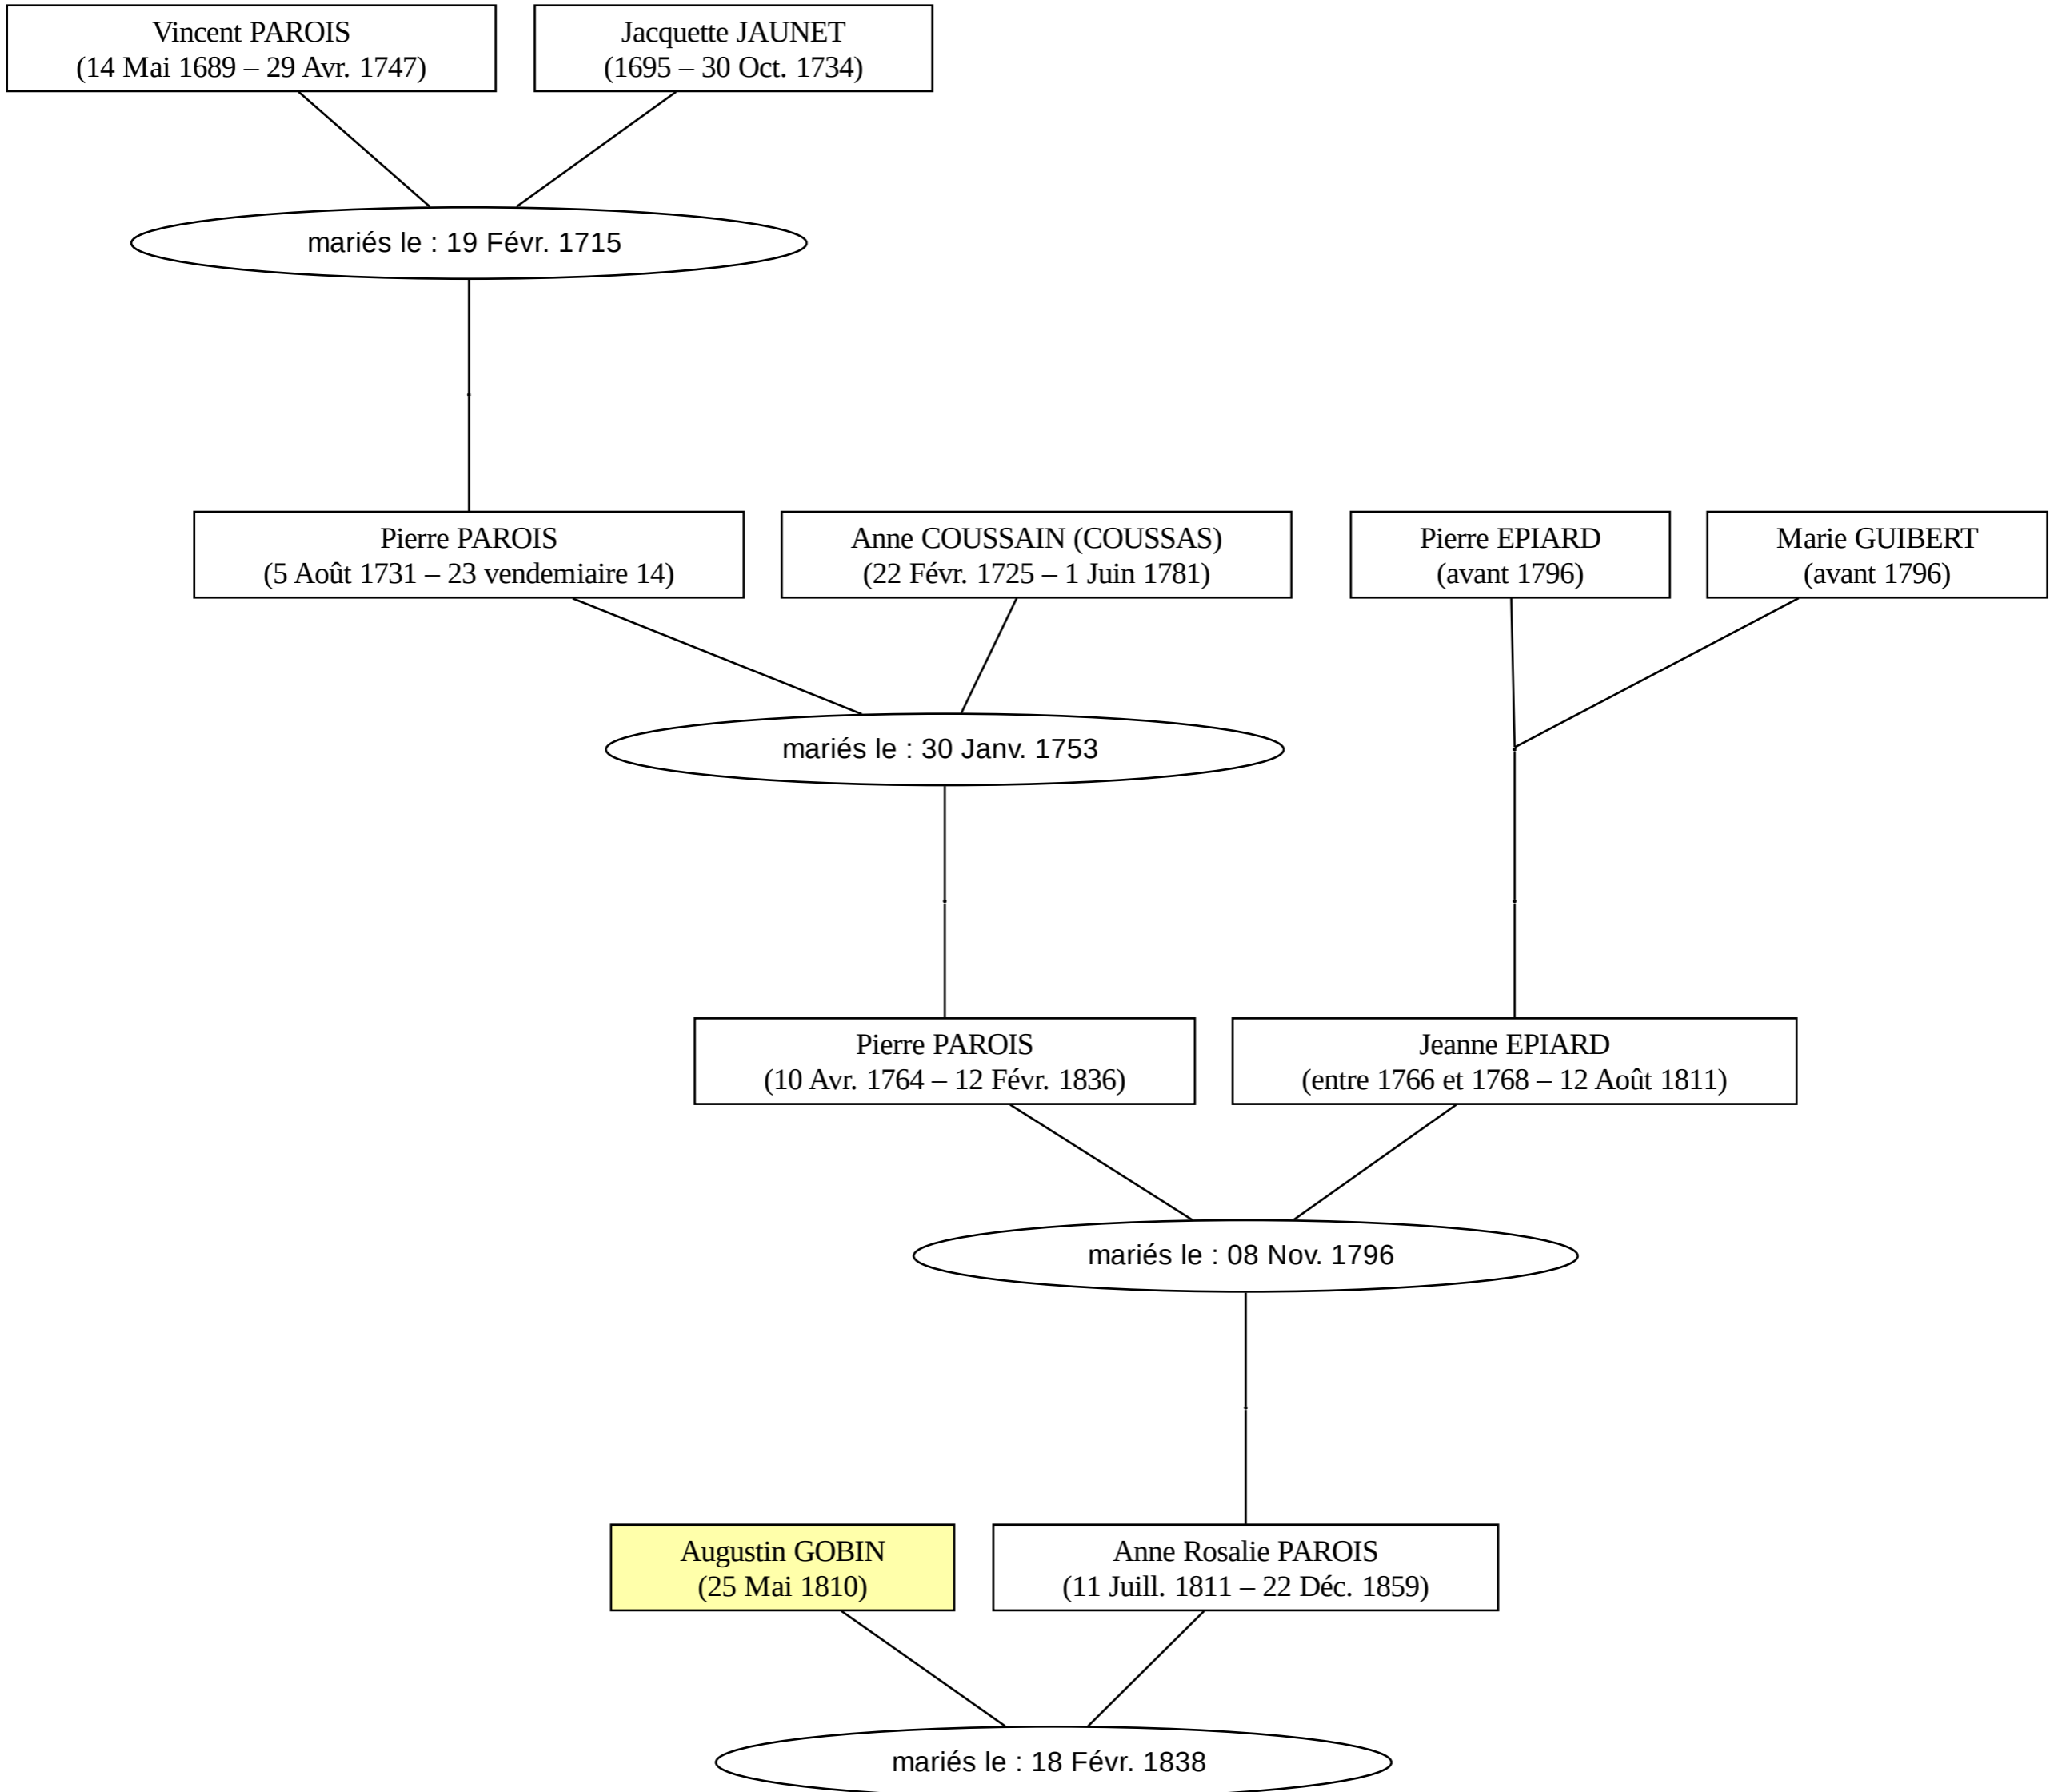 Vincent PAROIS
(14 Mai 1689 – 29 Avr. 1747)
Jacquette JAUNET
(1695 – 30 Oct. 1734)
mariés le : 19 Févr. 1715
Pierre PAROIS
(5 Août 1731 – 23 vendemiaire 14)
Anne COUSSAIN (COUSSAS)
(22 Févr. 1725 – 1 Juin 1781)
Pierre EPIARD
(avant 1796)
Marie GUIBERT
(avant 1796)
mariés le : 30 Janv. 1753
Pierre PAROIS
(10 Avr. 1764 – 12 Févr. 1836)
Jeanne EPIARD
(entre 1766 et 1768 – 12 Août 1811)
mariés le : 08 Nov. 1796
Augustin GOBIN
(25 Mai 1810)
Anne Rosalie PAROIS
(11 Juill. 1811 – 22 Déc. 1859)
mariés le : 18 Févr. 1838